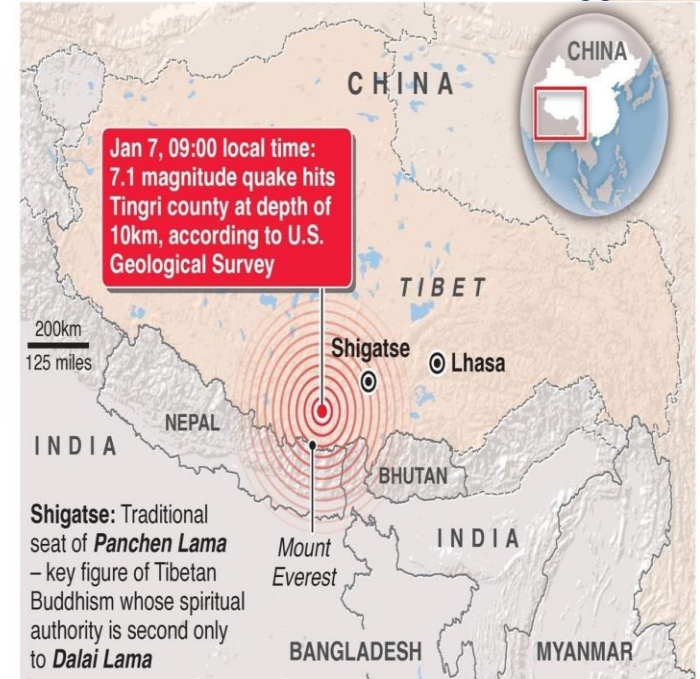 CHINA
CHINA
Jan 7, 09:00 local time:
7.1 magnitude quake hits
Tingri county at depth of
10km, according to U.S.
Geological Survey
TIBET
200km
125 miles
Shigatse
Lhasa
NEPAL
INDIA
BHUTAN
Shigatse: Traditional
seat of Panchen Lama
– key figure of Tibetan
Buddhism whose spiritual
authority is second only
to Dalai Lama
Mount
Everest
INDIA
BANGLADESH
MYANMAR